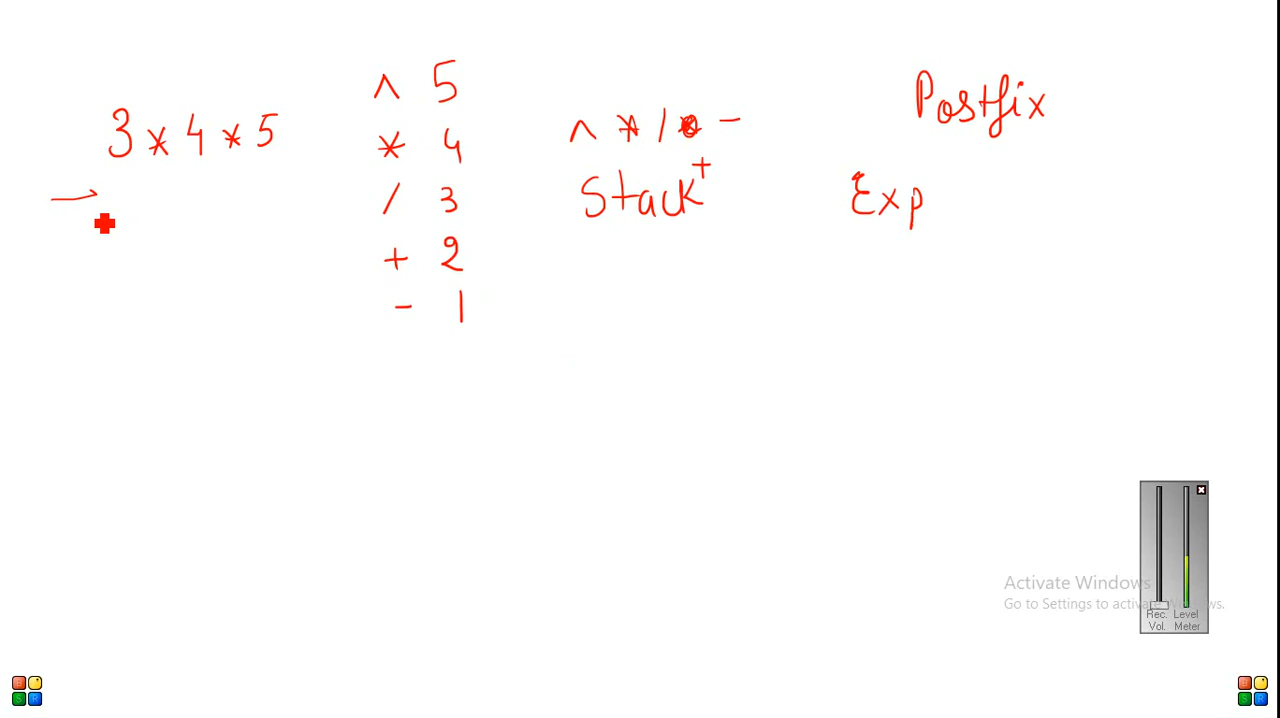 3 * 4 * 5
→
^ 5
* 4
/ 3
+ 2
- 1
^ * / -
+
Stack
Postfix
Exp
Activate Windows
Go to Settings to activate Windows.
Rec. Vol.
Level Meter